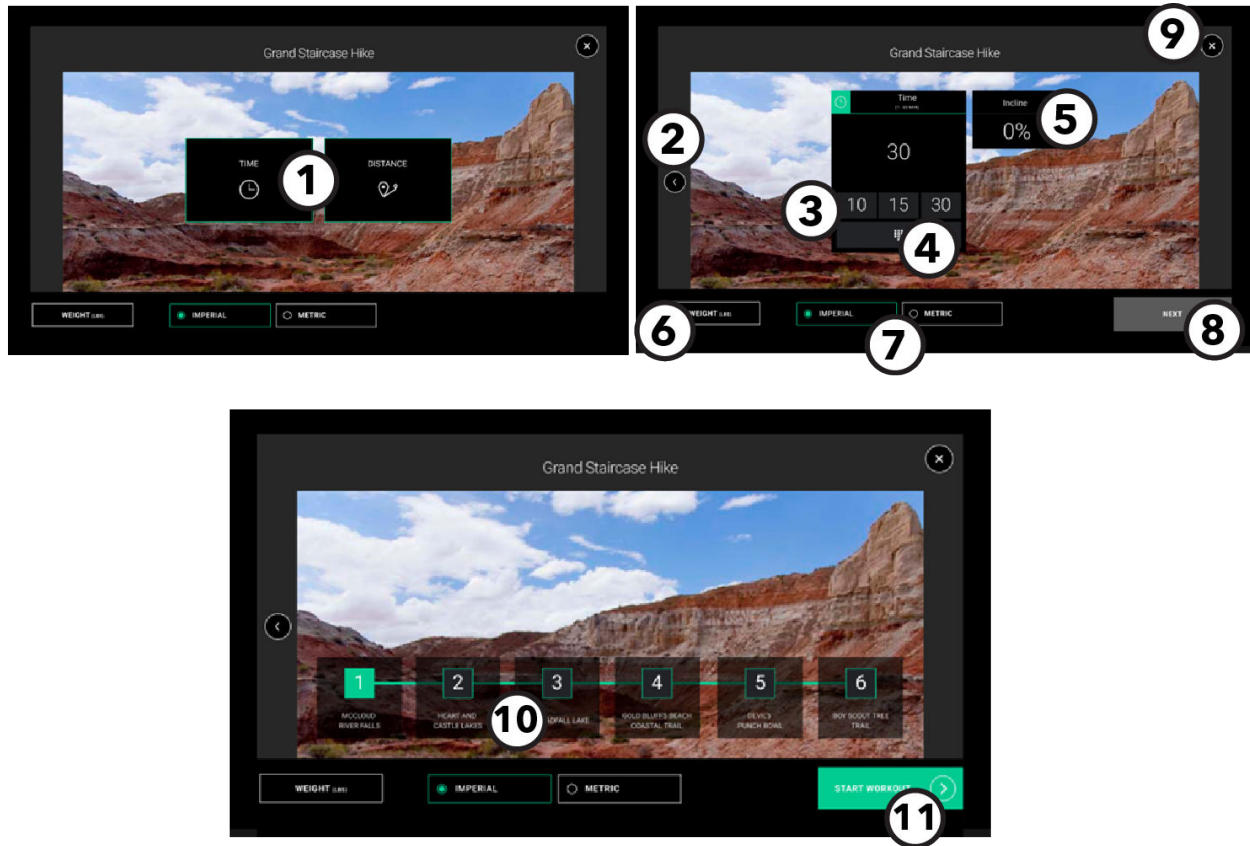 Grand Staircase Hike
TIME
1
DISTANCE
WEIGHT (LBS)
IMPERIAL
METRIC
9
Grand Staircase Hike
Time
Incline
5
0%
2
30
3
10 15 30
4
6
WEIGHT (LBS)
IMPERIAL
METRIC
7
NEXT
8
Grand Staircase Hike
1
2
3
4
5
6
MCCLOUD
RIVER FALLS
HEART AND
CASTLE LAKES
10
LAKE
GOLD BLUFFS BEACH
COASTAL TRAIL
DEVIL'S
PUNCH BOWL
BOY SCOUT TREE
TRAIL
WEIGHT (LBS)
IMPERIAL
METRIC
START WORKOUT
11